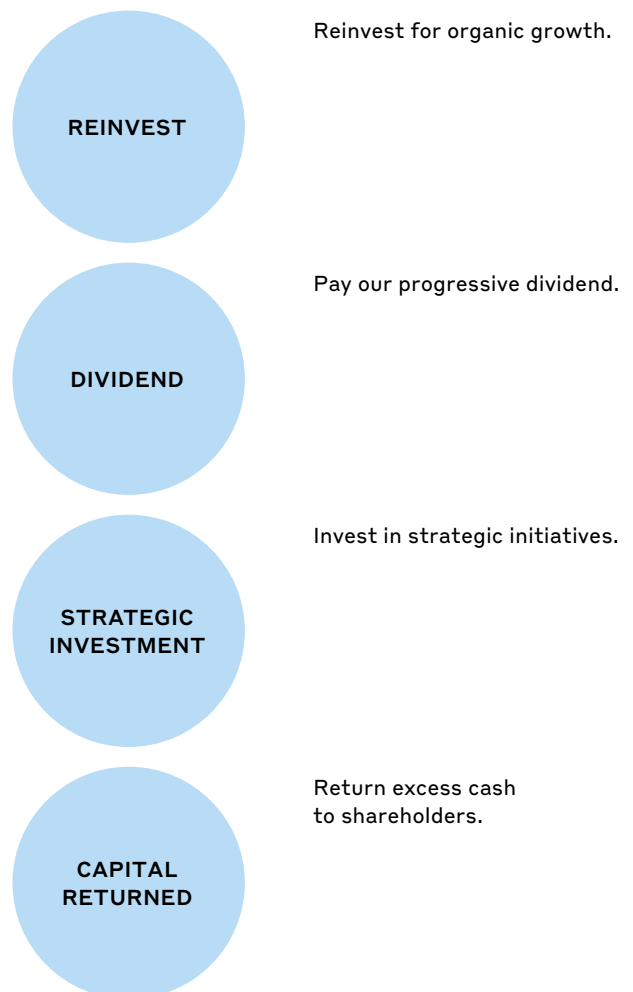 Reinvest for organic growth.
REINVEST
Pay our progressive dividend.
DIVIDEND
Invest in strategic initiatives.
STRATEGIC
INVESTMENT
Return excess cash
to shareholders.
CAPITAL
RETURNED